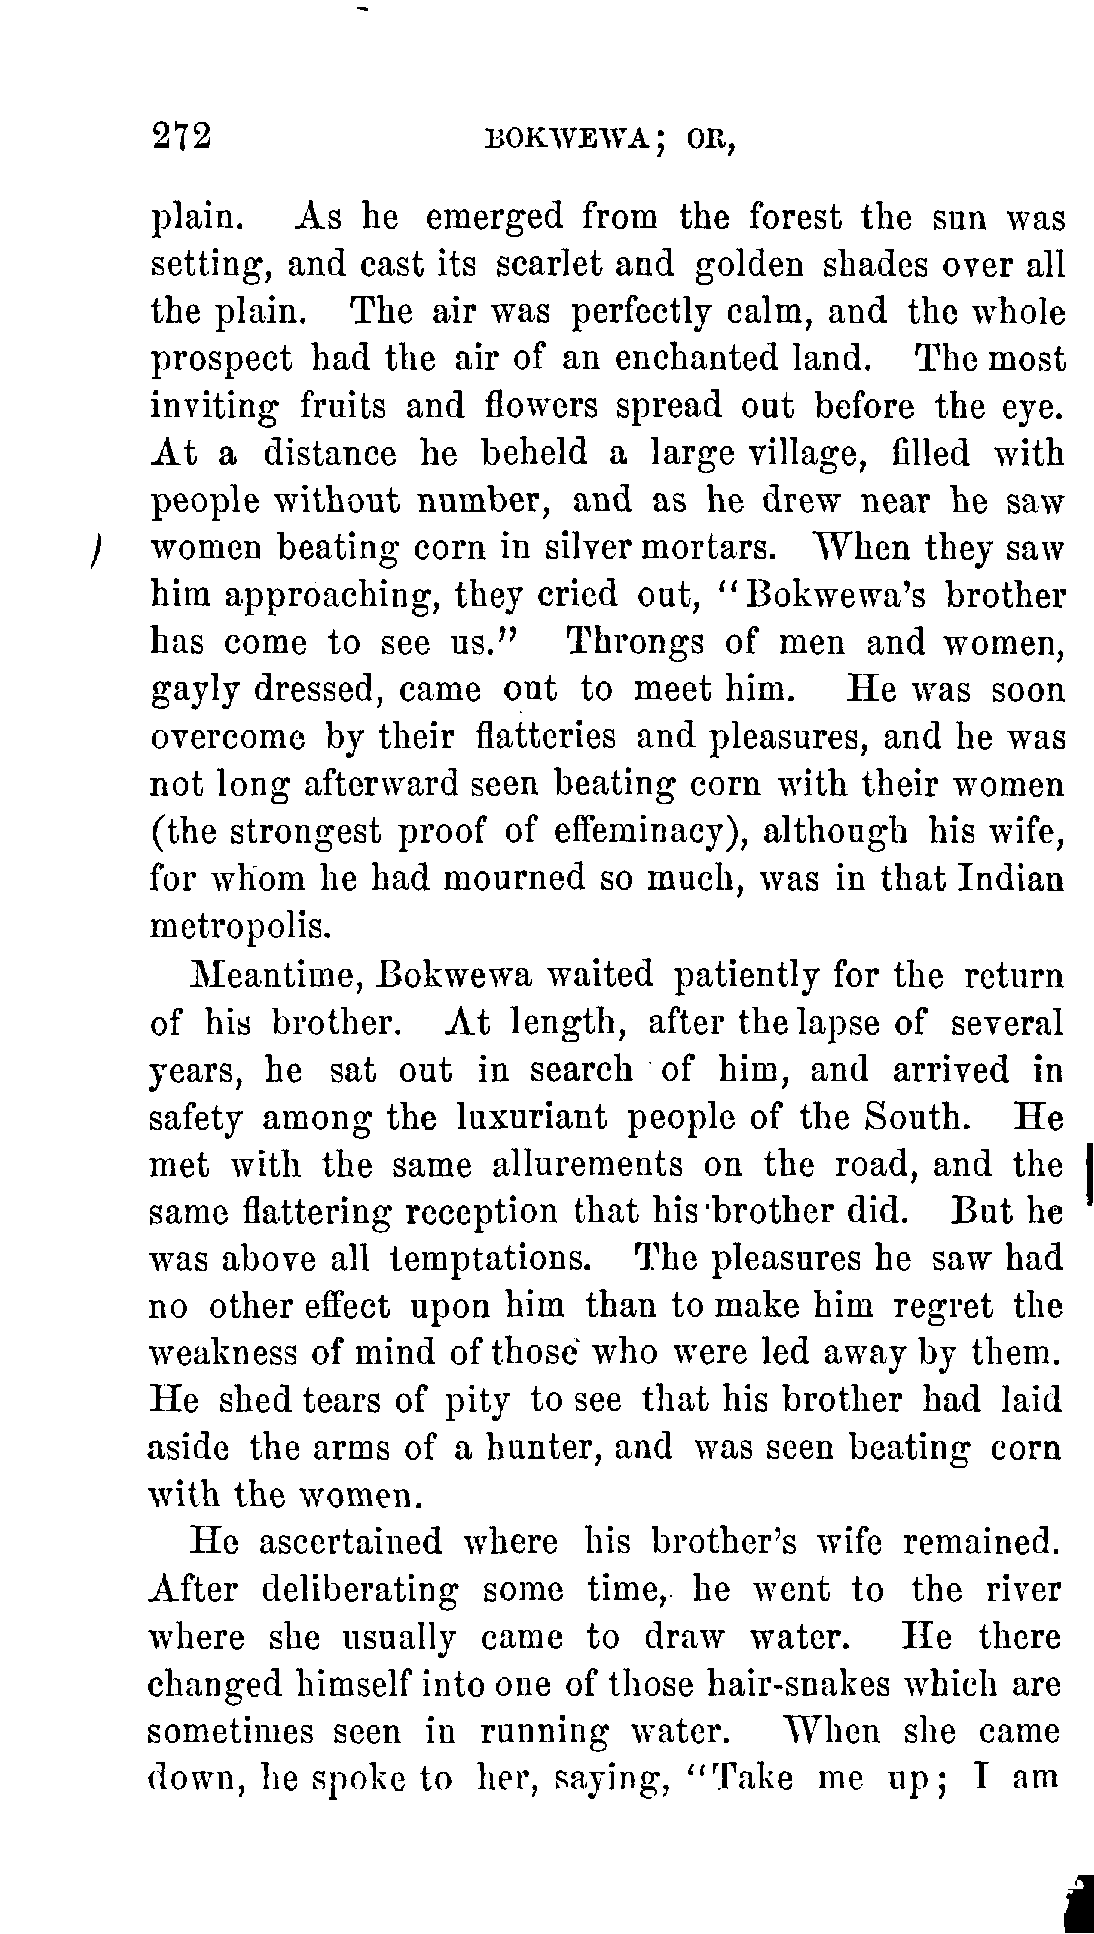 272 BOKWEWA; OR,
plain. As he emerged from the forest the sun was
setting, and cast its scarlet and golden shades over all
the plain. The air was perfectly calm, and the whole
prospect had the air of an enchanted land. The most
inviting fruits and flowers spread out before the eye.
At a distance he beheld a large village, filled with
people without number, and as he drew near he saw
women beating corn in silver mortars. When they saw
him approaching, they cried out, "Bokwewa's brother
has come to see us." Throngs of men and women,
gayly dressed, came out to meet him. He was soon
overcome by their flatteries and pleasures, and he was
not long afterward seen beating corn with their women
(the strongest proof of effeminacy), although his wife,
for whom he had mourned so much, was in that Indian
metropolis.
Meantime, Bokwewa waited patiently for the return
of his brother. At length, after the lapse of several
years, he sat out in search of him, and arrived in
safety among the luxuriant people of the South. He
met with the same allurements on the road, and the
same flattering reception that his brother did. But he
was above all temptations. The pleasures he saw had
no other effect upon him than to make him regret the
weakness of mind of those who were led away by them.
He shed tears of pity to see that his brother had laid
aside the arms of a hunter, and was seen beating corn
with the women.
He ascertained where his brother's wife remained.
After deliberating some time, he went to the river
where she usually came to draw water. He there
changed himself into one of those hair-snakes which are
sometimes seen in running water. When she came
down, he spoke to her, saying, "Take me up; I am